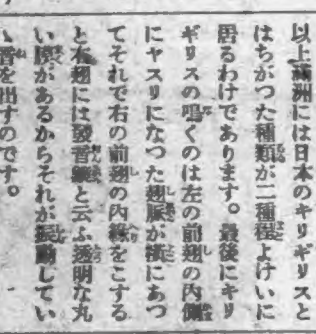 以上滿洲には日本のキリギリスと
はちがつた種類が二種程よけいに
居るわけであります。最後にキリ
ギリスの鳴くのは左の前翅の内側
にヤスリになつた翅脈が橫にあつ
てそれで右の前翅の内緣をこする
と右翅には發音鏡と云ふ透明な丸
い膜があるからそれが振動してい
ゝ音を出すのです。